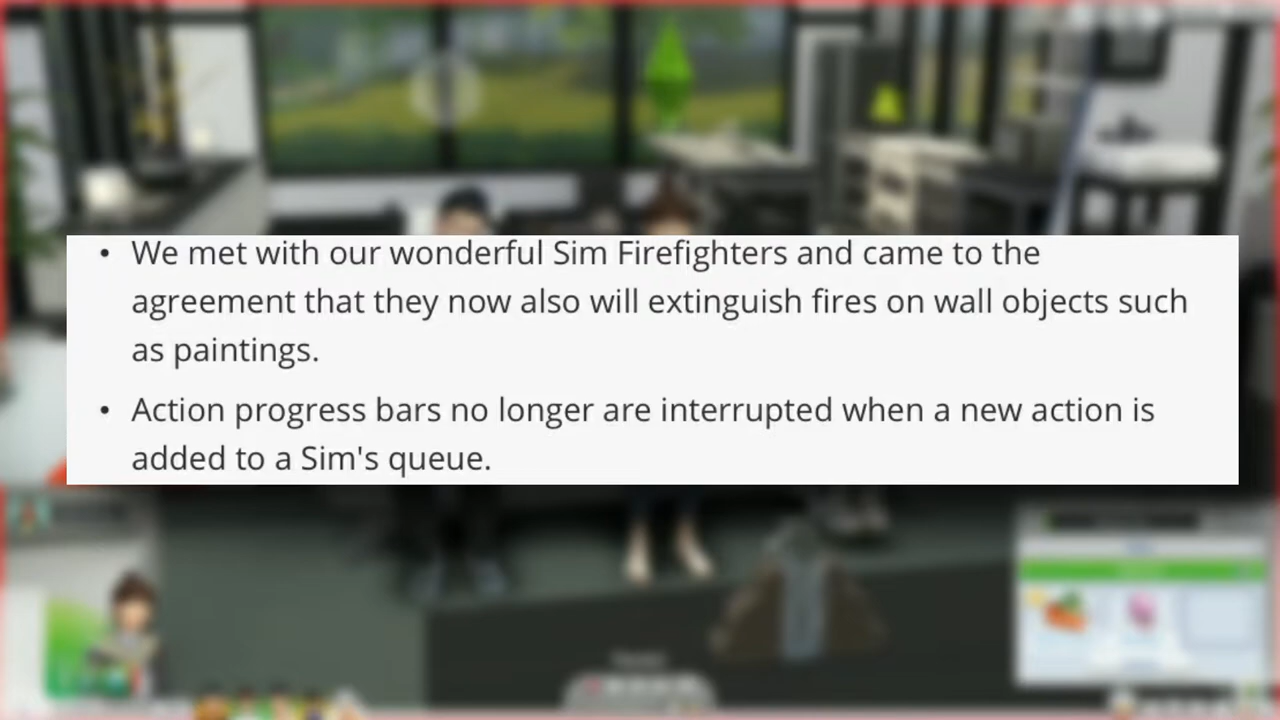 • We met with our wonderful Sim Firefighters and came to the
agreement that they now also will extinguish fires on wall objects such
as paintings.
• Action progress bars no longer are interrupted when a new action is
added to a Sim's queue.